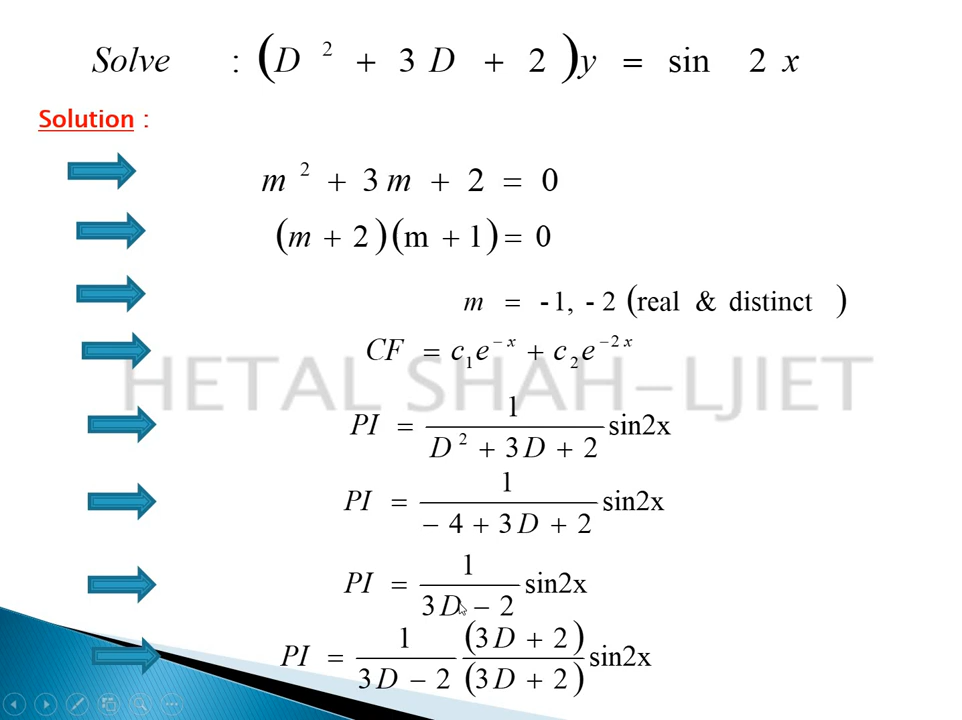 Solve : (D² + 3D + 2)y = sin 2x
Solution :
m² + 3m + 2 = 0
(m + 2)(m + 1) = 0
m = -1, -2 (real & distinct )
CF = c₁e^(−x) + c₂e^(−2x)
HETAL SHAH-LJIET
PI = 1/(D² + 3D + 2) sin2x
PI = 1/(− 4 + 3D + 2) sin2x
PI = 1/(3D − 2) sin2x
PI = 1/(3D − 2) (3D + 2)/(3D + 2) sin2x